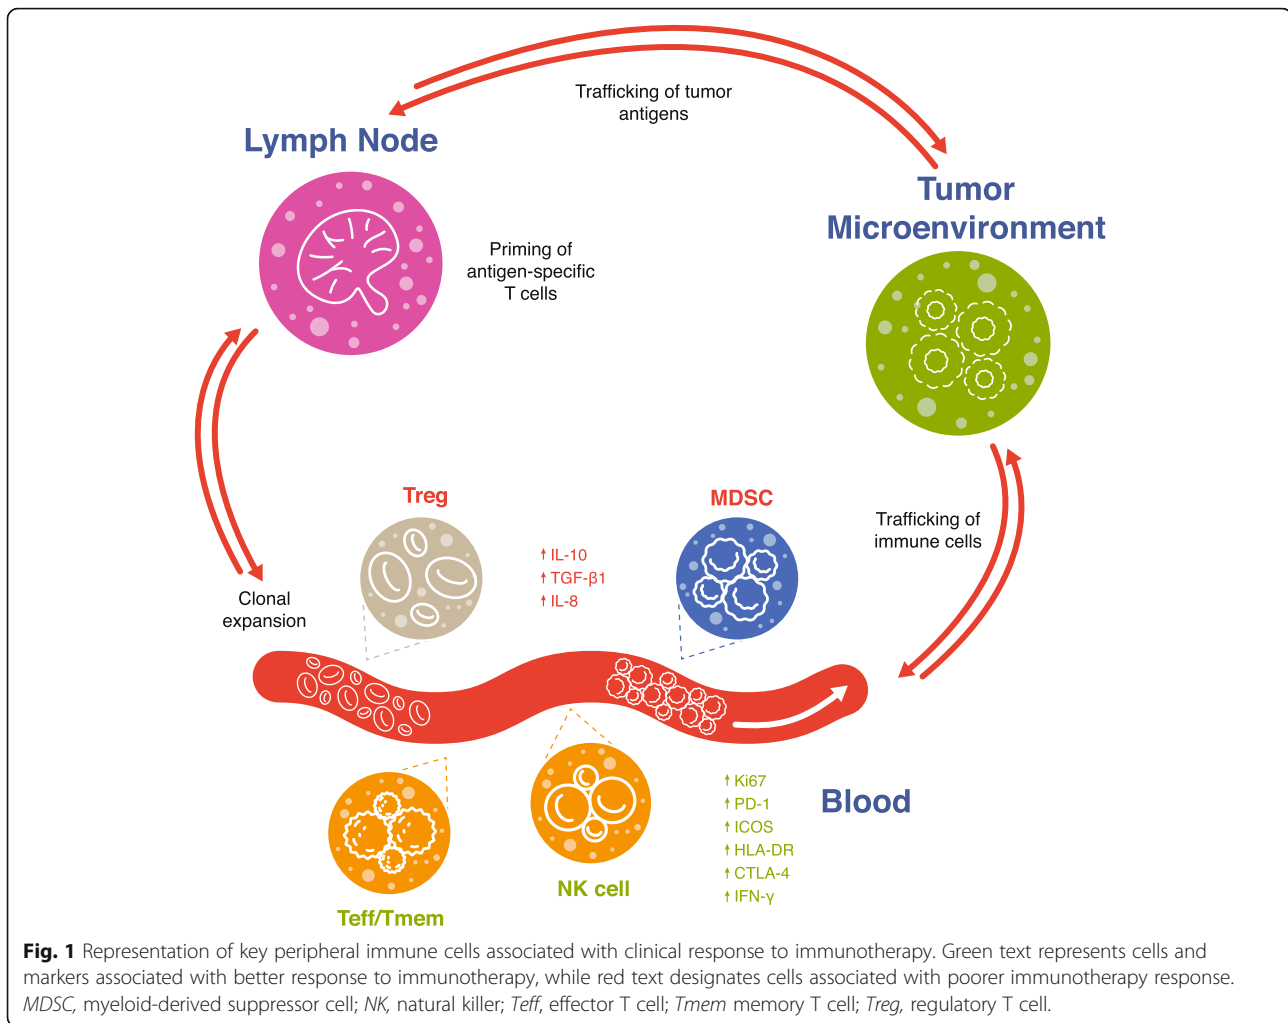 Trafficking of tumor
antigens
Lymph Node
Tumor
Microenvironment
Priming of
antigen-specific
T cells
Treg
MDSC
Trafficking of
immune cells
↑ IL-10
↑ TGF-β1
↑ IL-8
Clonal
expansion
↑ Ki67
↑ PD-1
↑ ICOS
↑ HLA-DR
↑ CTLA-4
↑ IFN-γ
Blood
NK cell
Teff/Tmem
Fig. 1 Representation of key peripheral immune cells associated with clinical response to immunotherapy. Green text represents cells and
markers associated with better response to immunotherapy, while red text designates cells associated with poorer immunotherapy response.
MDSC, myeloid-derived suppressor cell; NK, natural killer; Teff, effector T cell; Tmem memory T cell; Treg, regulatory T cell.